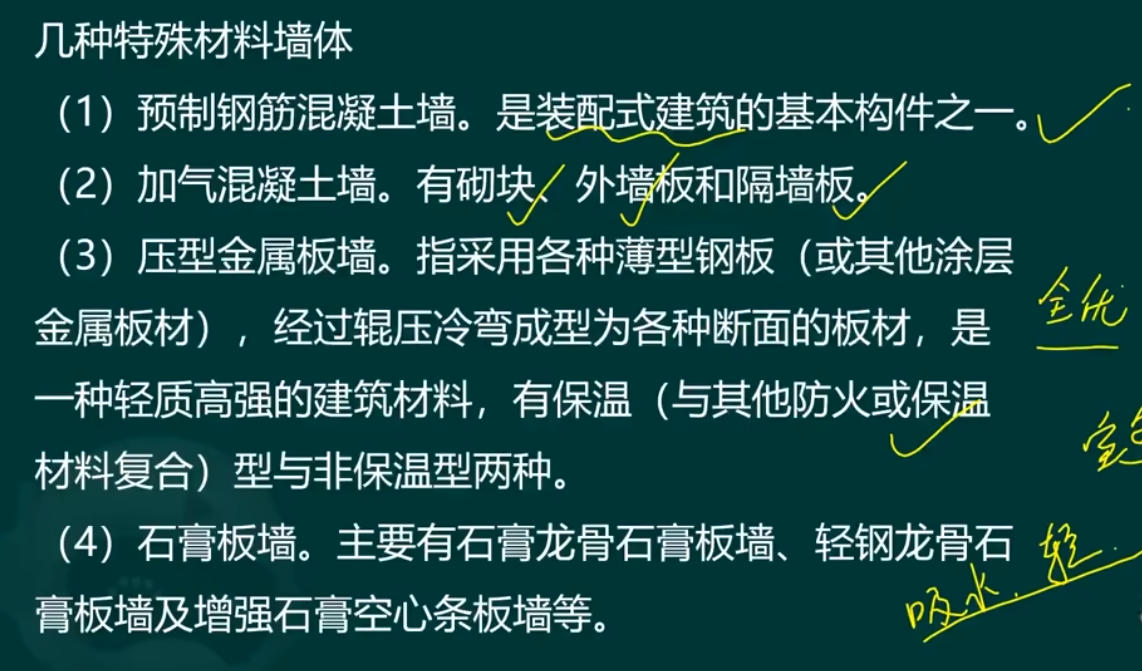 几种特殊材料墙体
（1）预制钢筋混凝土墙。是装配式建筑的基本构件之一。
（2）加气混凝土墙。有砌块、外墙板和隔墙板。
（3）压型金属板墙。指采用各种薄型钢板（或其他涂层
全优
金属板材），经过辊压冷弯成型为各种断面的板材，是
一种轻质高强的建筑材料，有保温（与其他防火或保温
材料复合）型与非保温型两种。
（4）石膏板墙。主要有石膏龙骨石膏板墙、轻钢龙骨石
轻.
膏板墙及增强石膏空心条板墙等。
吸水.